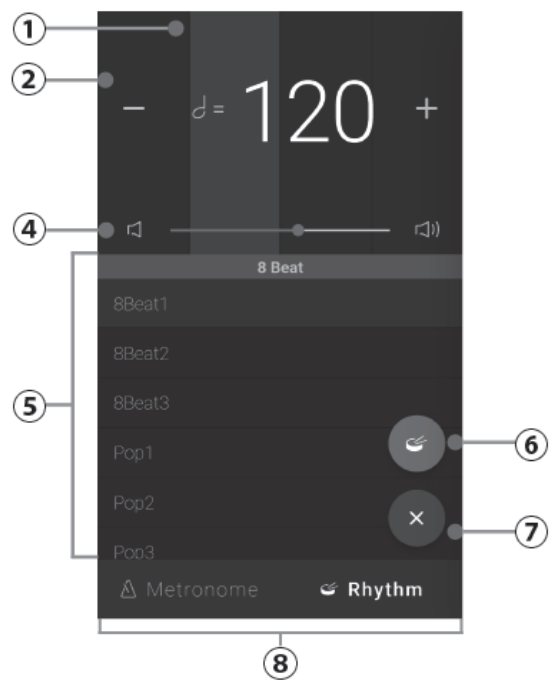 ①
②
− 𝅗𝅥 = 120 +
④
8 Beat
8Beat1
8Beat2
8Beat3
⑤
Pop1
⑥
Pop2
⑦
Pop3
Metronome Rhythm
⑧